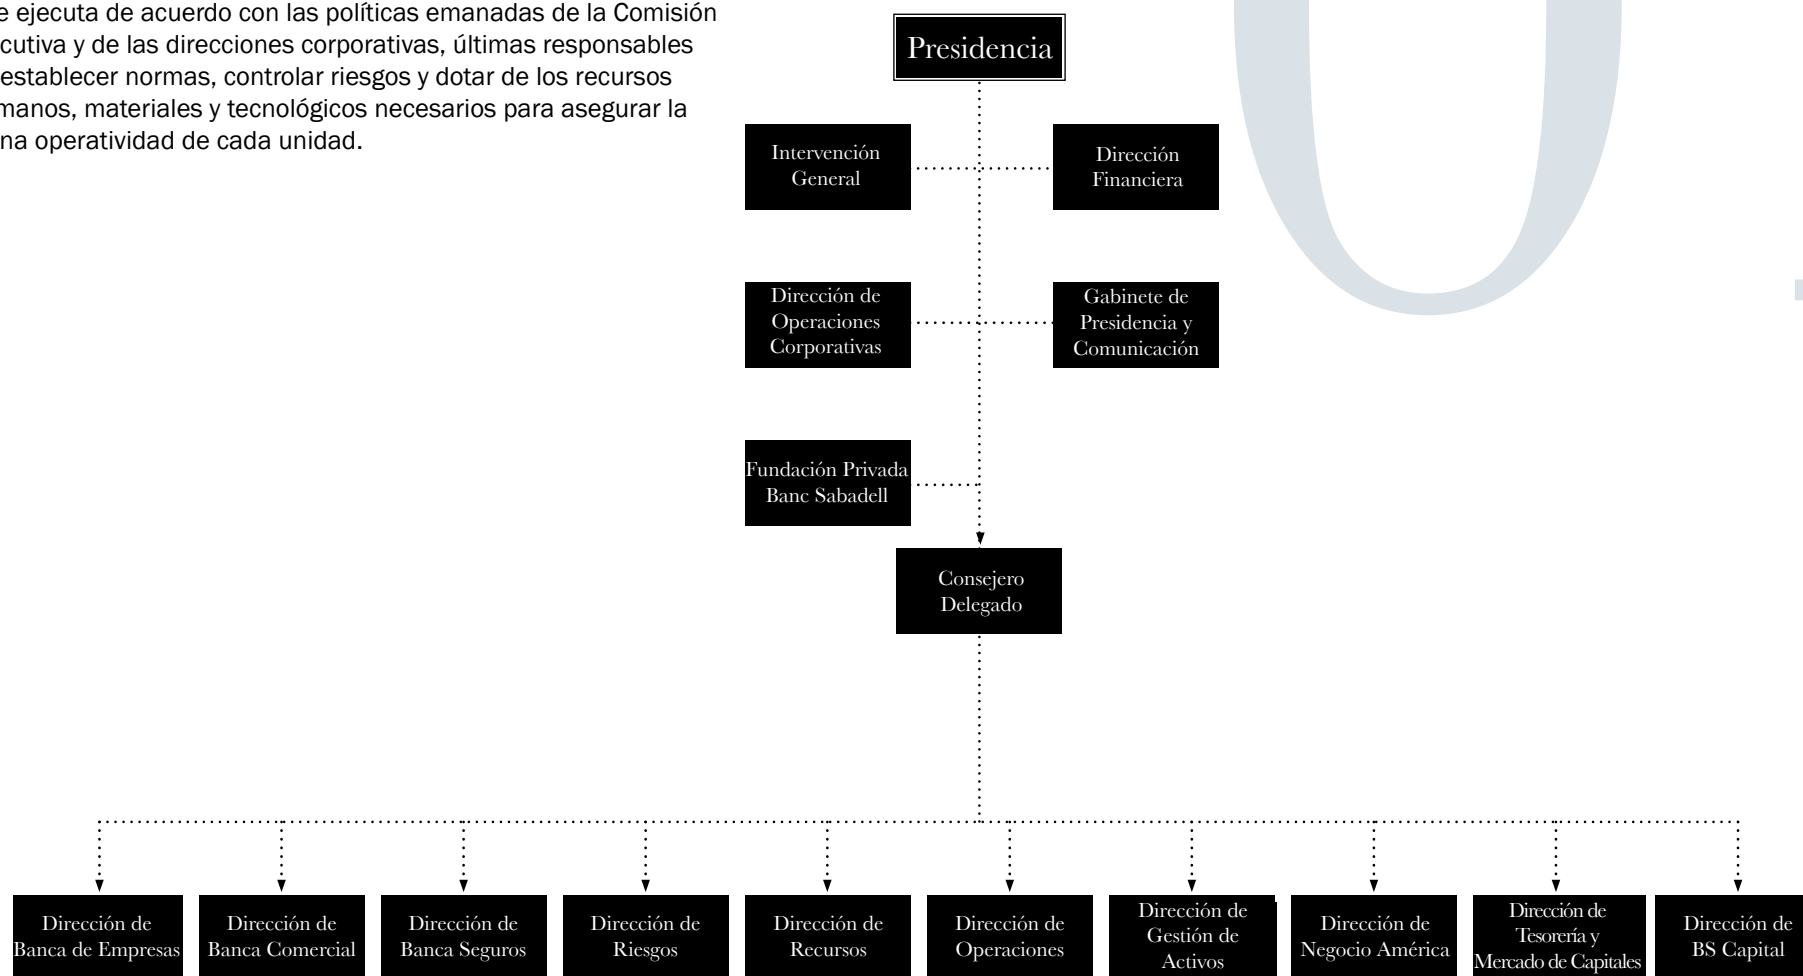 e ejecuta de acuerdo con las políticas emanadas de la Comisión
cutiva y de las direcciones corporativas, últimas responsables
establecer normas, controlar riesgos y dotar de los recursos
manos, materiales y tecnológicos necesarios para asegurar la
na operatividad de cada unidad.
Presidencia
Intervención
General
Dirección
Financiera
Dirección de
Operaciones
Corporativas
Gabinete de
Presidencia y
Comunicación
Fundación Privada
Banc Sabadell
Consejero
Delegado
Dirección de
Banca de Empresas
Dirección de
Banca Comercial
Dirección de
Banca Seguros
Dirección de
Riesgos
Dirección de
Recursos
Dirección de
Operaciones
Dirección de
Gestión de
Activos
Dirección de
Negocio América
Dirección de
Tesorería y
Mercado de Capitales
Dirección de
BS Capital